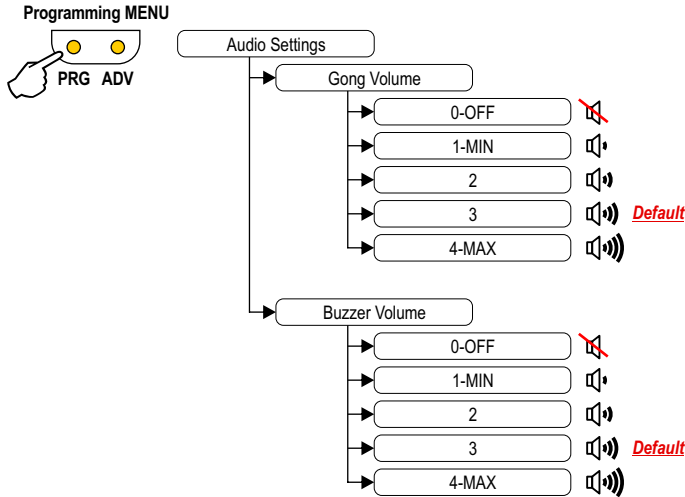 Programming MENU
PRG ADV
Audio Settings
Gong Volume
0-OFF
1-MIN
2
3 Default
4-MAX
Buzzer Volume
0-OFF
1-MIN
2
3 Default
4-MAX